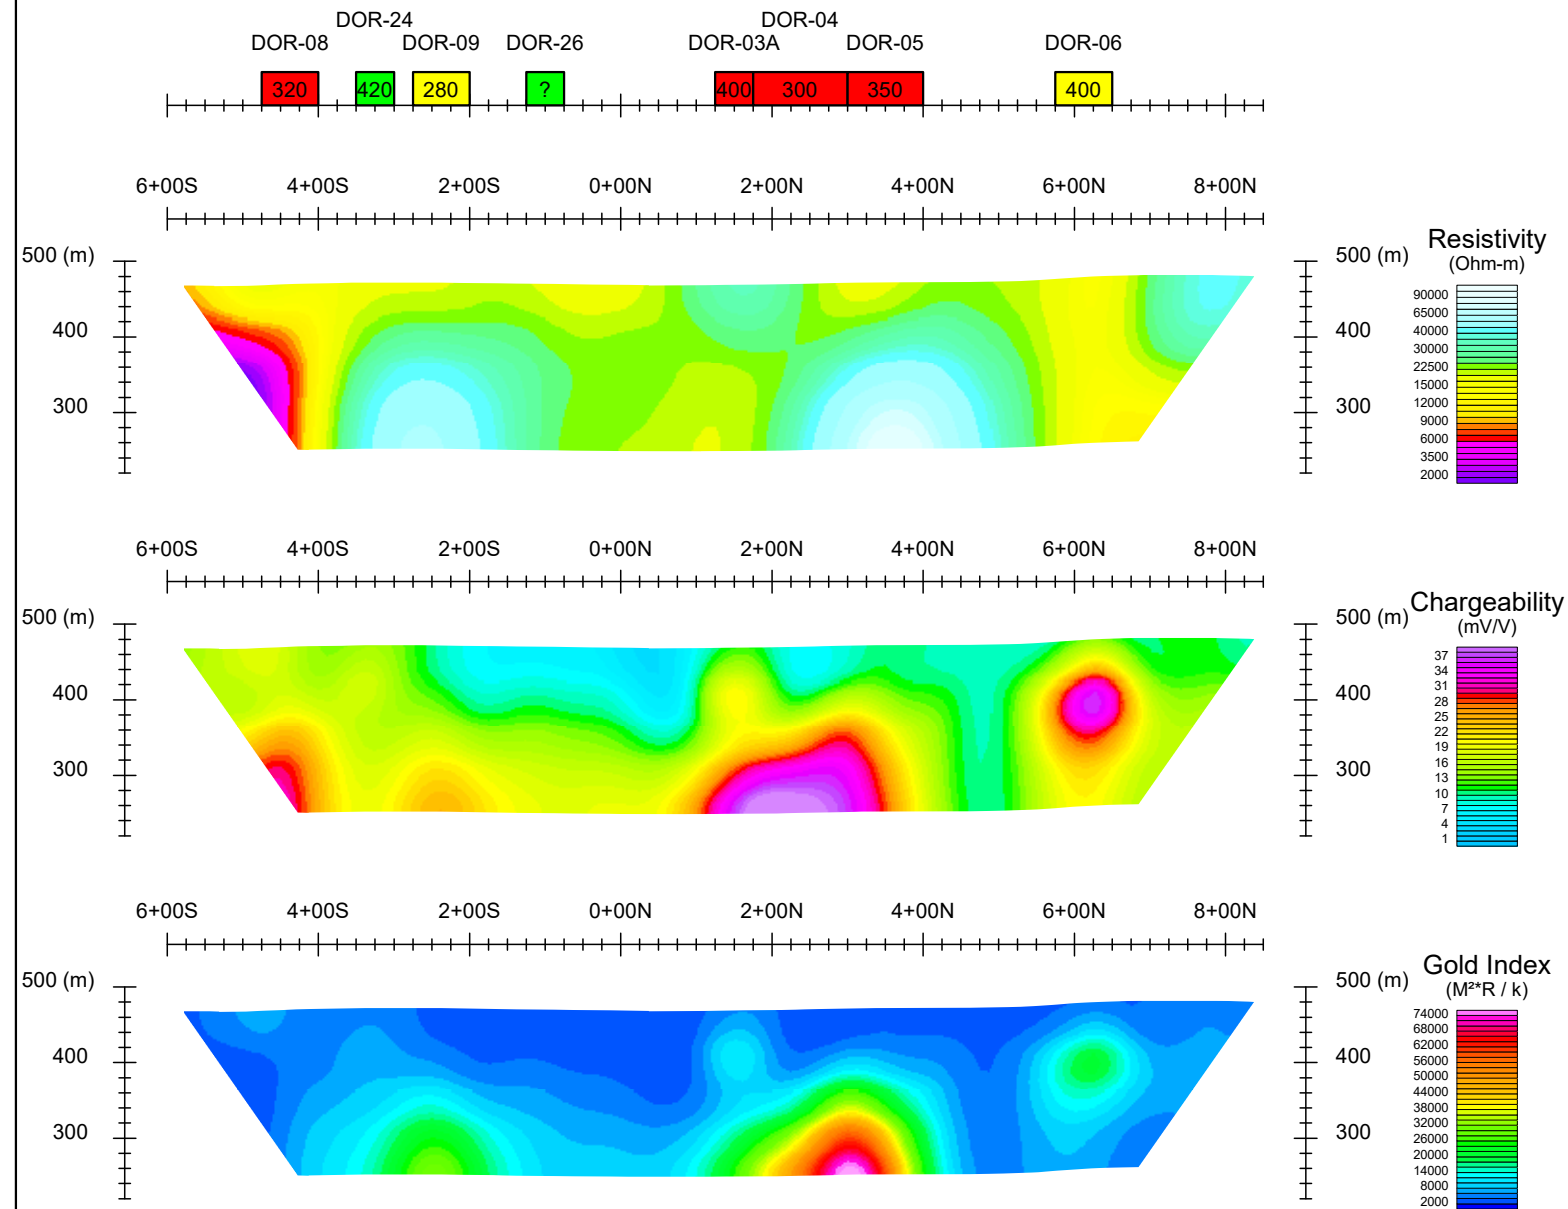 DOR-24 DOR-04
DOR-08 DOR-09 DOR-26 DOR-03A DOR-05 DOR-06
320 420 280 ? 400 300 350 400
6+00S 4+00S 2+00S 0+00N 2+00N 4+00N 6+00N 8+00N
500 (m)
400
300
500 (m)
400
300
Resistivity
(Ohm-m)
90000
65000
40000
30000
22500
15000
12000
9000
6000
3500
2000
6+00S 4+00S 2+00S 0+00N 2+00N 4+00N 6+00N 8+00N
500 (m)
400
300
500 (m)
400
300
Chargeability
(mV/V)
37
34
31
28
25
22
19
16
13
10
7
4
1
6+00S 4+00S 2+00S 0+00N 2+00N 4+00N 6+00N 8+00N
500 (m)
400
300
500 (m)
400
300
Gold Index
(M²*R / k)
74000
68000
62000
56000
50000
44000
38000
32000
26000
20000
14000
8000
2000